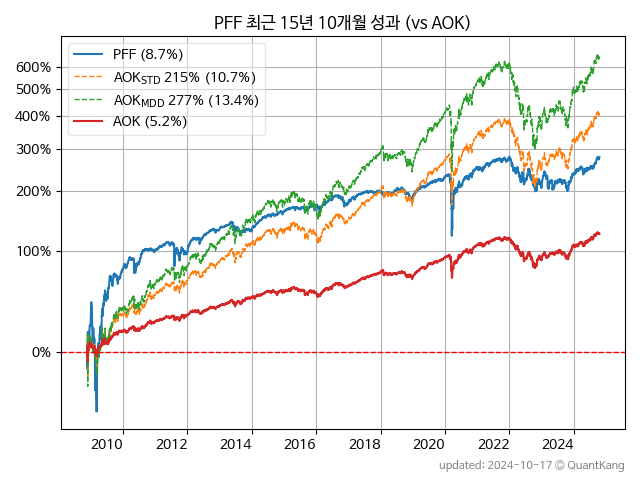 PFF 최근 15년 10개월 성과 (vs AOK)
PFF (8.7%)
AOKSTD 215% (10.7%)
AOKMDD 277% (13.4%)
AOK (5.2%)
600%
500%
400%
300%
200%
100%
0%
2010 2012 2014 2016 2018 2020 2022 2024
updated: 2024-10-17 © QuantKang